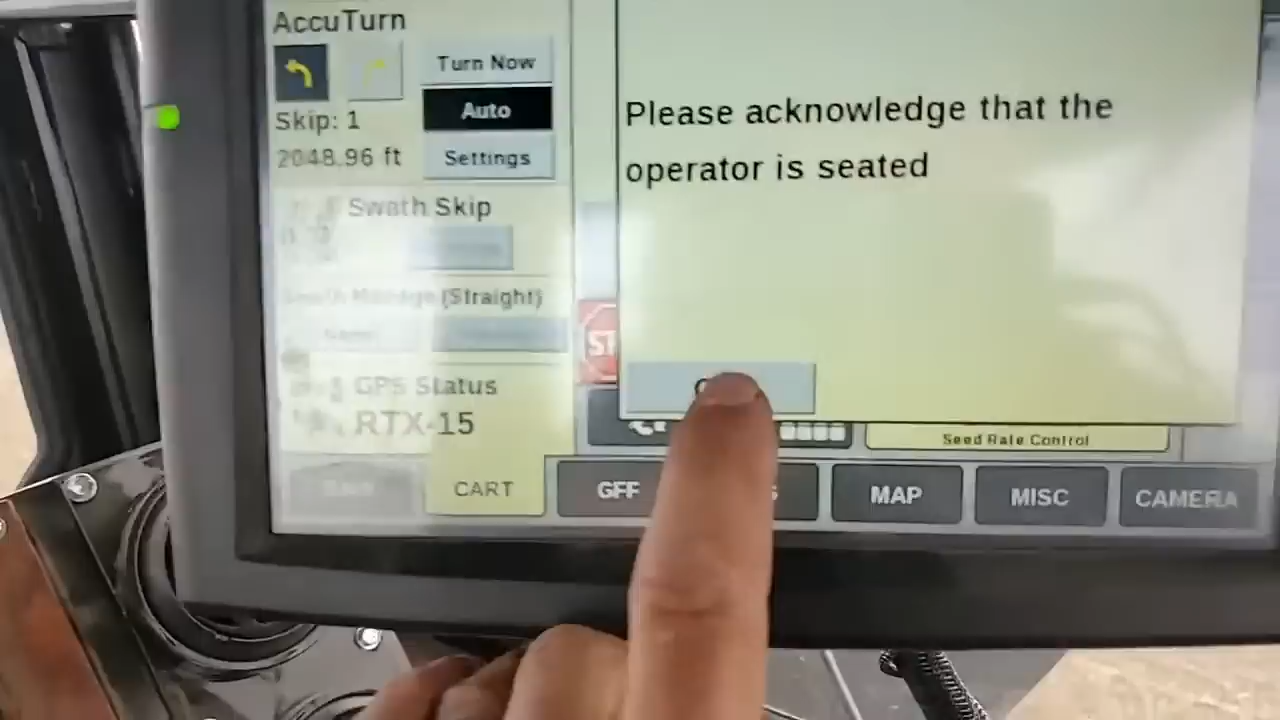 AccuTurn
Turn Now
Auto
Skip: 1
2048.96 ft
Settings
Swath Skip
(Straight)
GPS Status
RTX-15
Please acknowledge that the
operator is seated
Seed Rate Control
CART
MAP
MISC
CAMERA